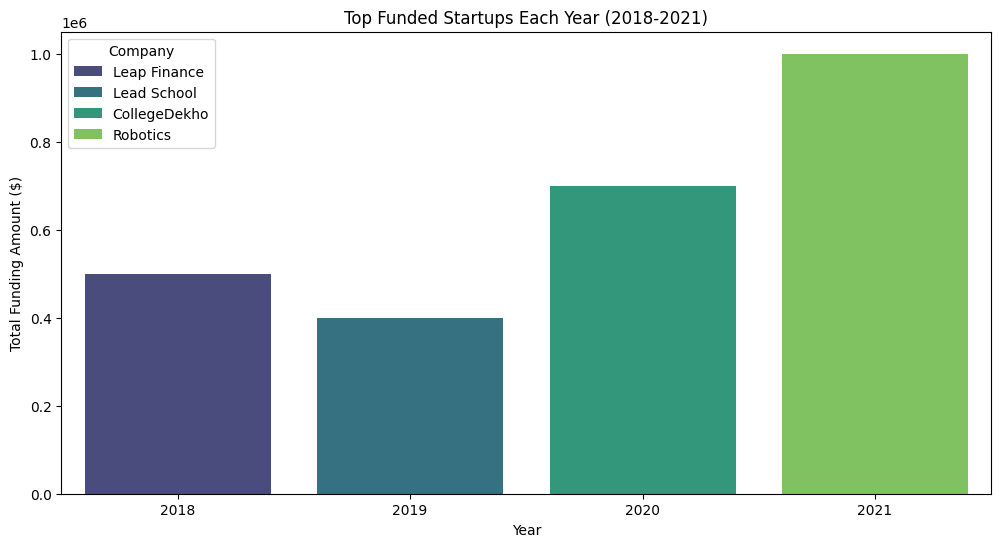 Top Funded Startups Each Year (2018-2021)
1e6
Company
Leap Finance
Lead School
CollegeDekho
Robotics
Total Funding Amount ($)
1.0
0.8
0.6
0.4
0.2
0.0
2018 2019 2020 2021
Year